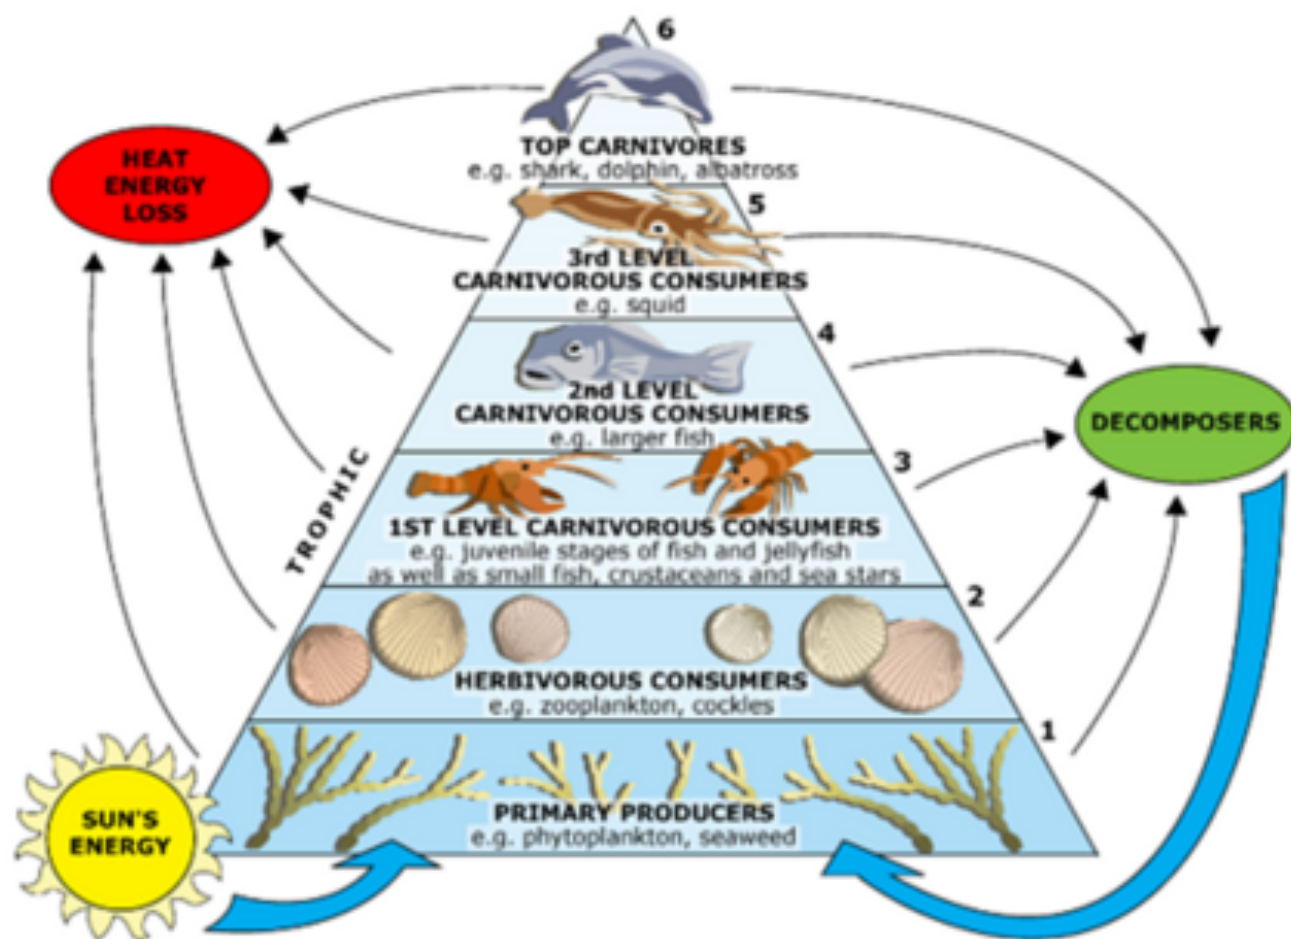 6
TOP CARNIVORES
e.g. shark, dolphin, albatross
HEAT
ENERGY
LOSS
5
3rd LEVEL
CARNIVOROUS CONSUMERS
e.g. squid
4
2nd LEVEL
CARNIVOROUS CONSUMERS
e.g. larger fish
DECOMPOSERS
3
TROPHIC
1ST LEVEL CARNIVOROUS CONSUMERS
e.g. juvenile stages of fish and jellyfish
as well as small fish, crustaceans and sea stars
2
HERBIVOROUS CONSUMERS
e.g. zooplankton, cockles
1
PRIMARY PRODUCERS
e.g. phytoplankton, seaweed
SUN'S
ENERGY